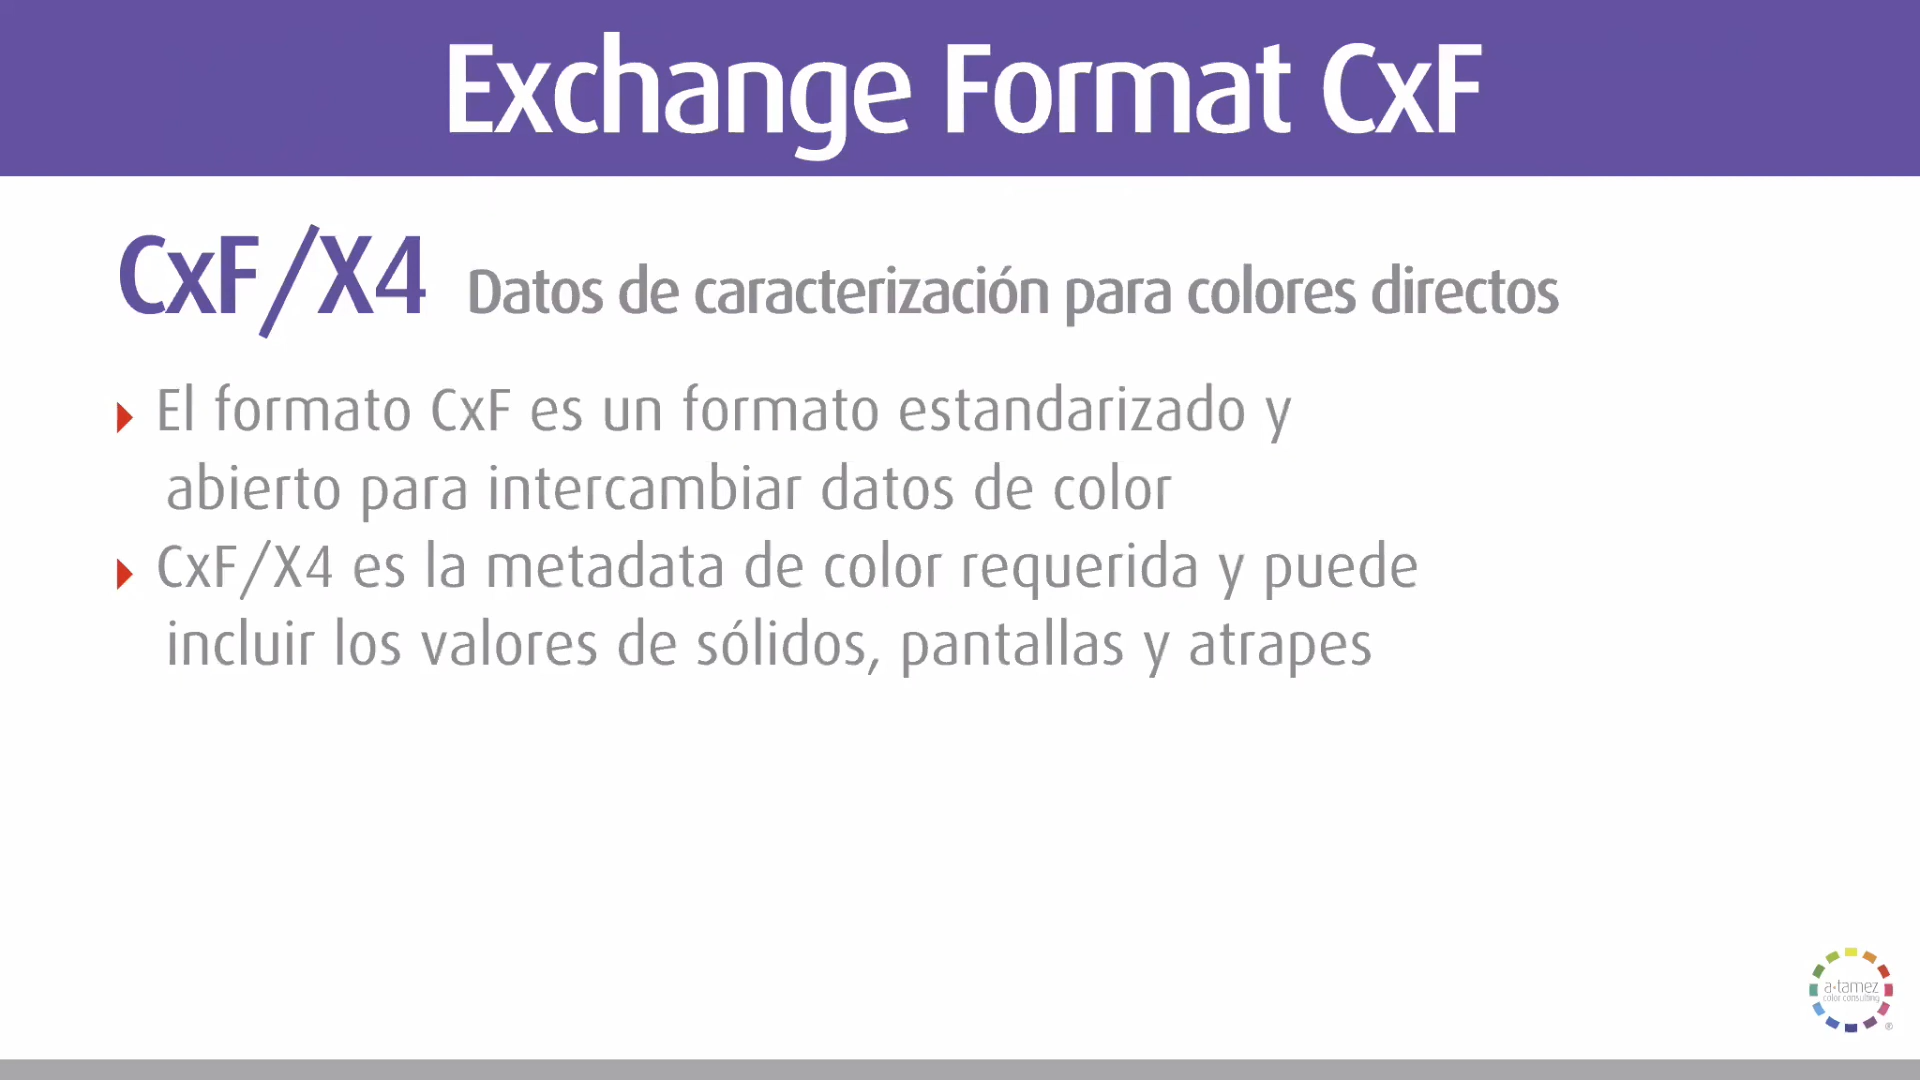 Exchange Format CxF
CxF/X4 Datos de caracterización para colores directos
El formato CxF es un formato estandarizado y
abierto para intercambiar datos de color
CxF/X4 es la metadata de color requerida y puede
incluir los valores de sólidos, pantallas y atrapes
a·tamez
color consulting
®